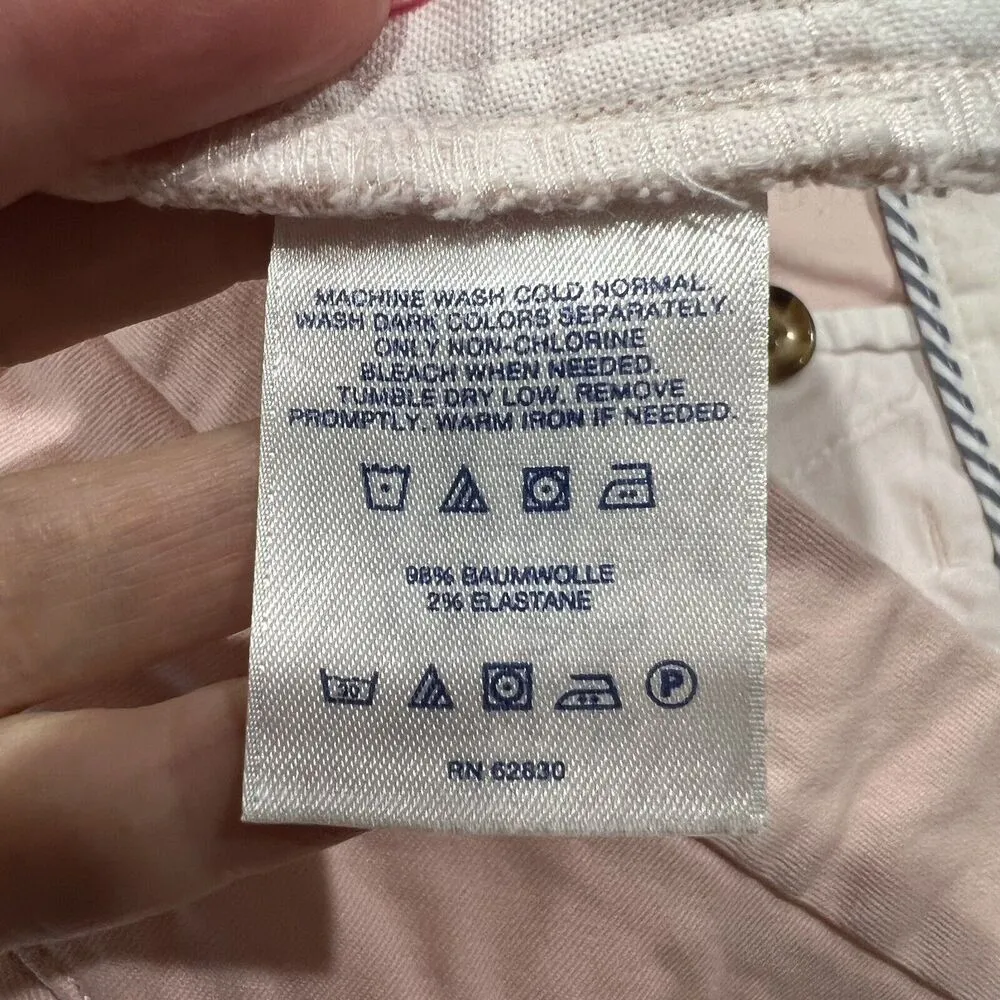 MACHINE WASH COLD NORMAL.
WASH DARK COLORS SEPARATELY.
ONLY NON-CHLORINE
BLEACH WHEN NEEDED.
TUMBLE DRY LOW. REMOVE
PROMPTLY. WARM IRON IF NEEDED.
98% BAUMWOLLE
2% ELASTANE
30 P
RN 62830